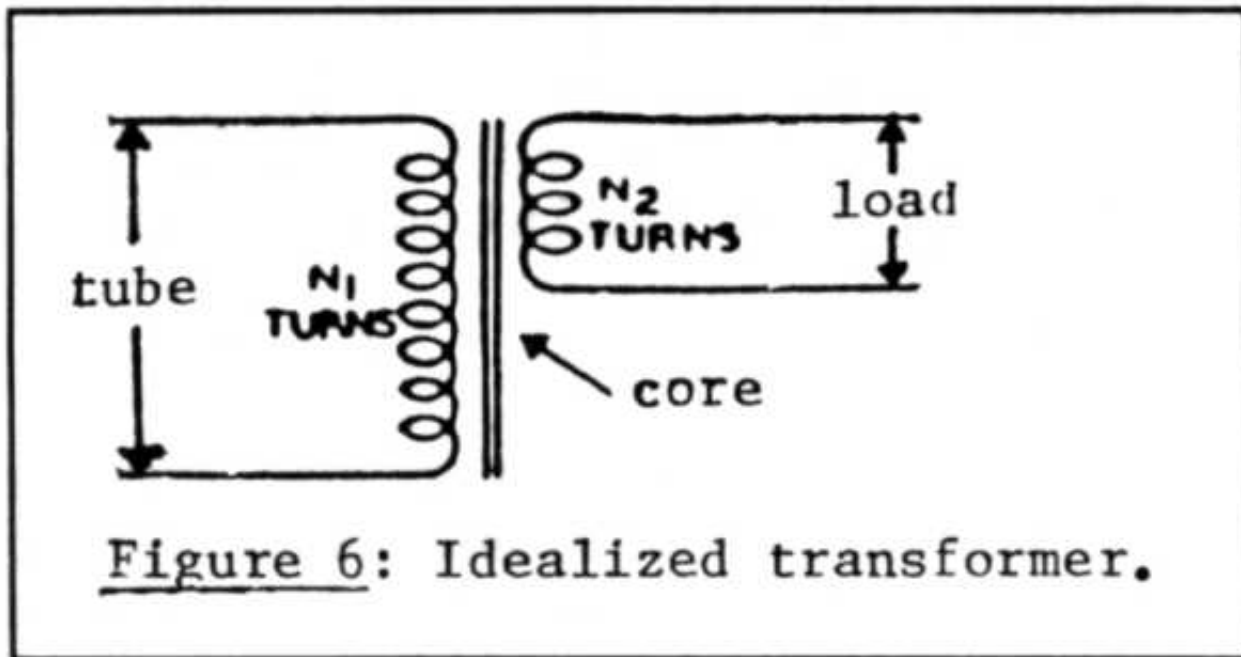 tube
N1
TURNS
N2
TURNS
load
core
Figure 6: Idealized transformer.